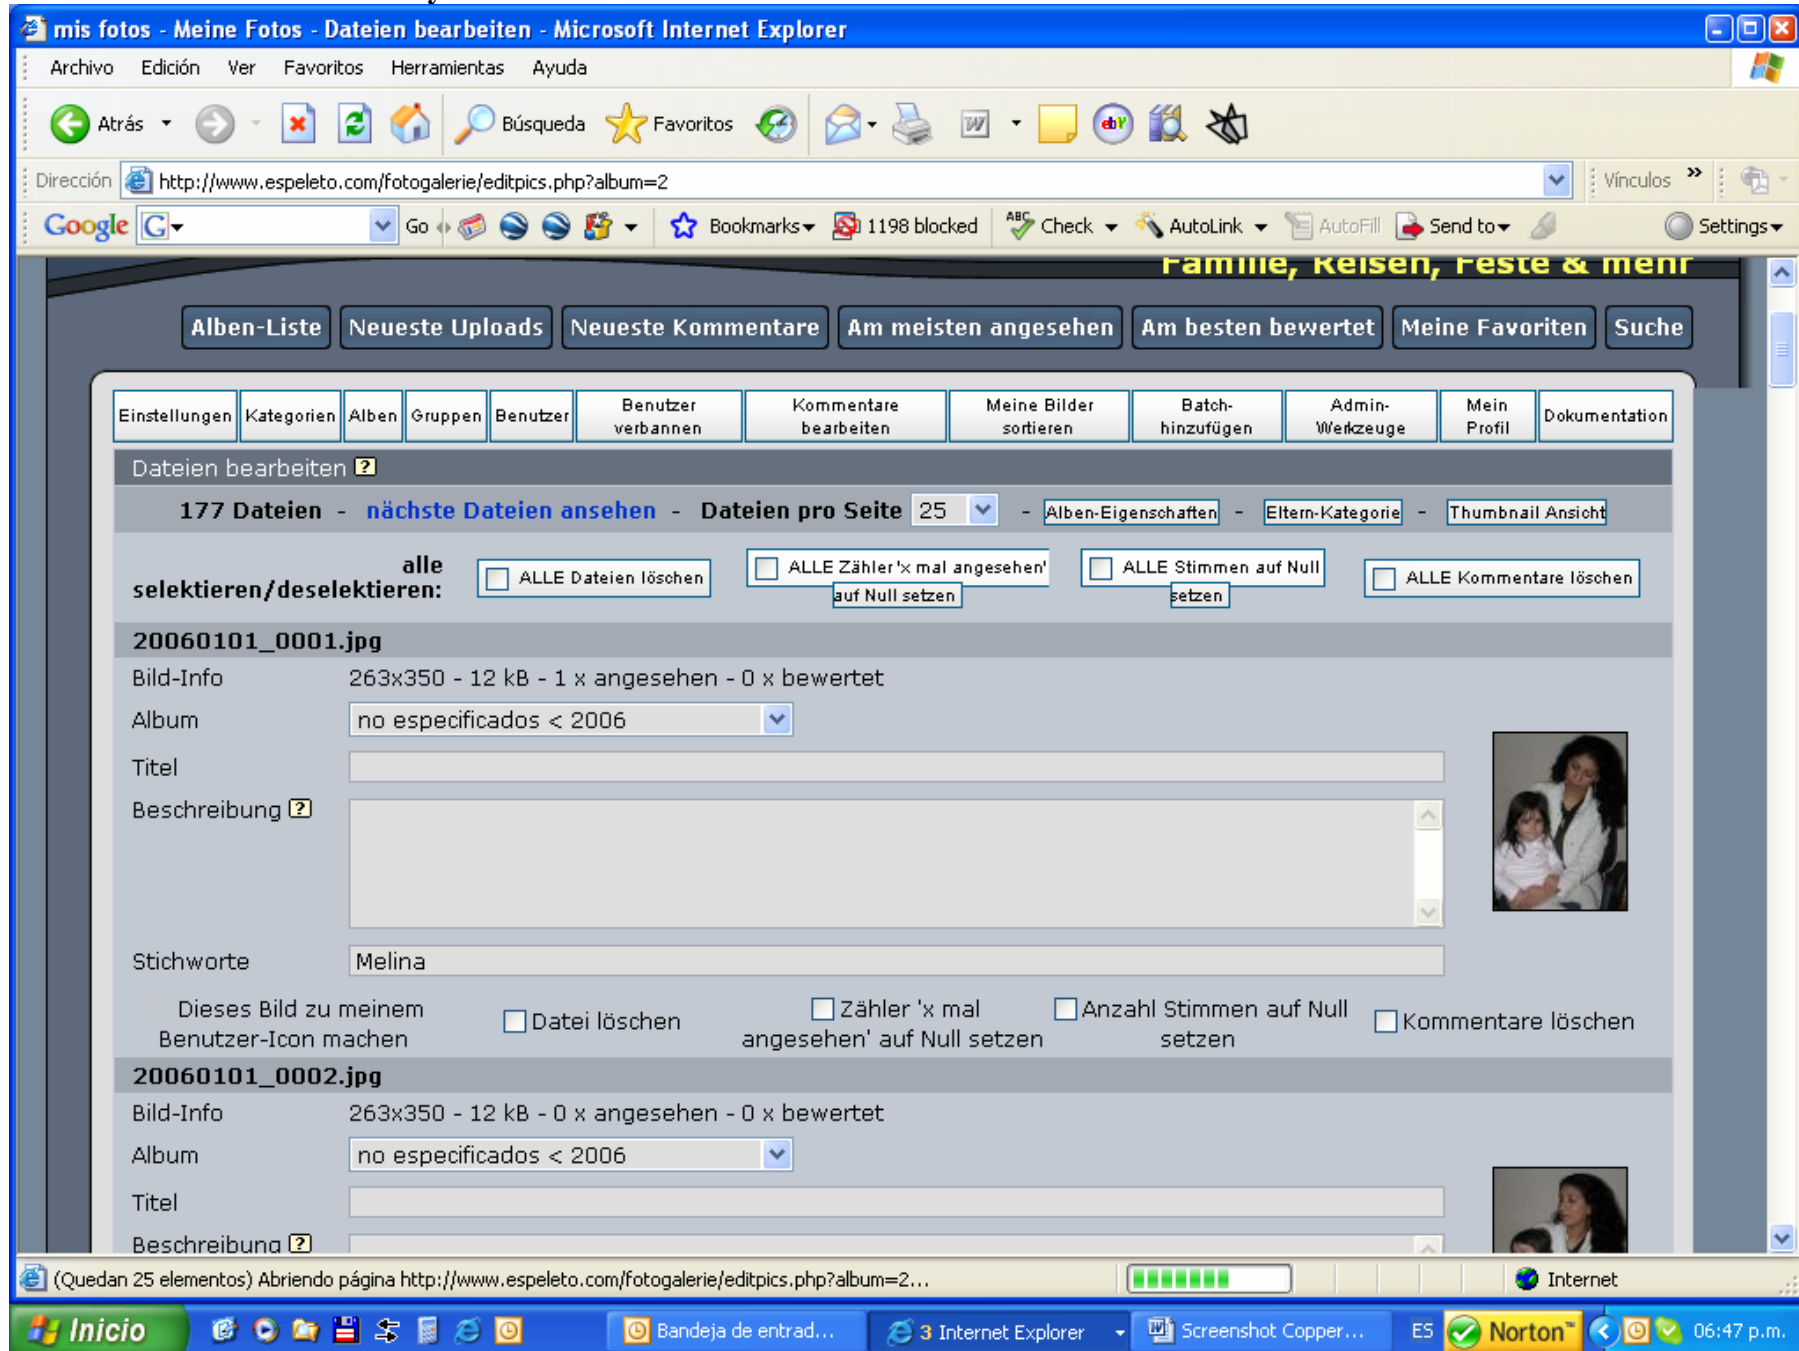 mis fotos - Meine Fotos - Dateien bearbeiten - Microsoft Internet Explorer
Archivo Edición Ver Favoritos Herramientas Ayuda
Atrás Búsqueda Favoritos
Dirección http://www.espeleto.com/fotogalerie/editpics.php?album=2 Vínculos »
Google G Go Bookmarks 1198 blocked ABC Check AutoLink AutoFill Send to Settings
Familie, Reisen, Feste & mehr
Alben-Liste Neueste Uploads Neueste Kommentare Am meisten angesehen Am besten bewertet Meine Favoriten Suche
Einstellungen Kategorien Alben Gruppen Benutzer Benutzer verbannen Kommentare bearbeiten Meine Bilder sortieren Batch-hinzufügen Admin-Werkzeuge Mein Profil Dokumentation
Dateien bearbeiten ?
177 Dateien - nächste Dateien ansehen - Dateien pro Seite 25 - Alben-Eigenschaften - Eltern-Kategorie - Thumbnail Ansicht
alle
selektieren/deselektieren:
ALLE Dateien löschen
ALLE Zähler 'x mal angesehen'
auf Null setzen
ALLE Stimmen auf Null
setzen
ALLE Kommentare löschen
20060101_0001.jpg
Bild-Info 263x350 - 12 kB - 1 x angesehen - 0 x bewertet
Album no especificados < 2006
Titel
Beschreibung ?
Stichworte Melina
Dieses Bild zu meinem
Benutzer-Icon machen
Datei löschen
Zähler 'x mal
angesehen' auf Null setzen
Anzahl Stimmen auf Null
setzen
Kommentare löschen
20060101_0002.jpg
Bild-Info 263x350 - 12 kB - 0 x angesehen - 0 x bewertet
Album no especificados < 2006
Titel
Beschreibung ?
(Quedan 25 elementos) Abriendo página http://www.espeleto.com/fotogalerie/editpics.php?album=2... Internet
Inicio Bandeja de entrad... 3 Internet Explorer Screenshot Copper... ES Norton™ 06:47 p.m.